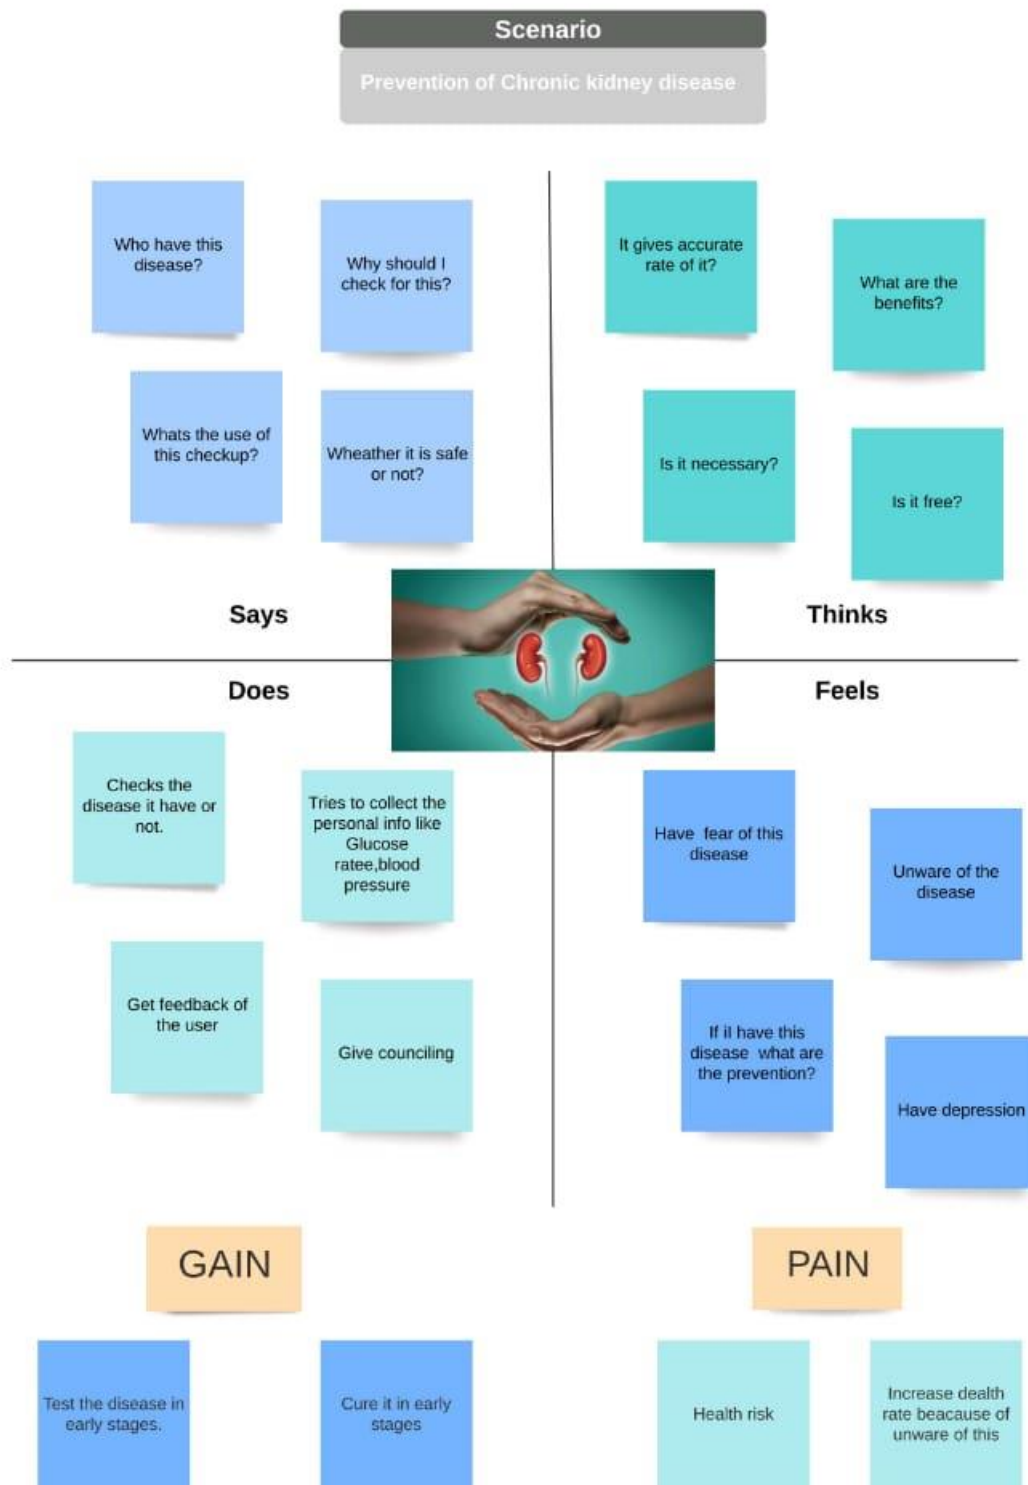 Scenario
Prevention of Chronic kidney disease
Who have this
disease?
Why should I
check for this?
Whats the use of
this checkup?
Wheather it is safe
or not?
Says
It gives accurate
rate of it?
What are the
benefits?
Is it necessary?
Is it free?
Thinks
Does
Checks the
disease it have or
not.
Tries to collect the
personal info like
Glucose
ratee,blood
pressure
Get feedback of
the user
Give counciling
Feels
Have fear of this
disease
Unware of the
disease
If iI have this
disease what are
the prevention?
Have depression
GAIN
Test the disease in
early stages.
Cure it in early
stages
PAIN
Health risk
Increase dealth
rate beacause of
unware of this